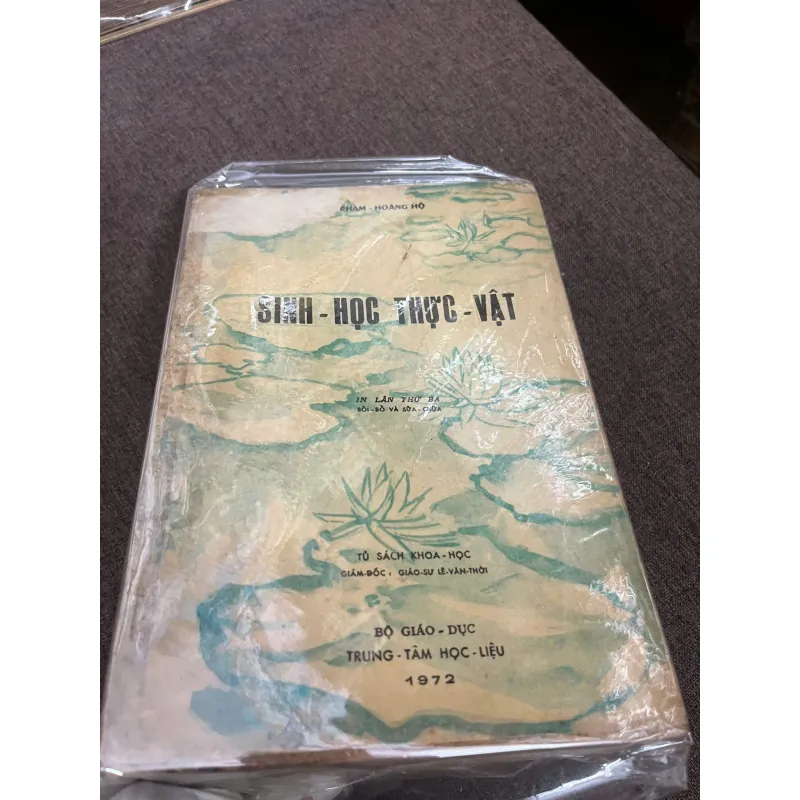 PHẠM - HOÀNG HỘ
SINH - HỌC THỰC - VẬT
IN LẦN THỨ BA
BỒI - BỔ VÀ SỬA - CHỮA
TỦ SÁCH KHOA - HỌC
GIÁM - ĐỐC : GIÁO - SƯ LÊ - VĂN - THỚI
BỘ GIÁO - DỤC
TRUNG - TÂM HỌC - LIỆU
1972